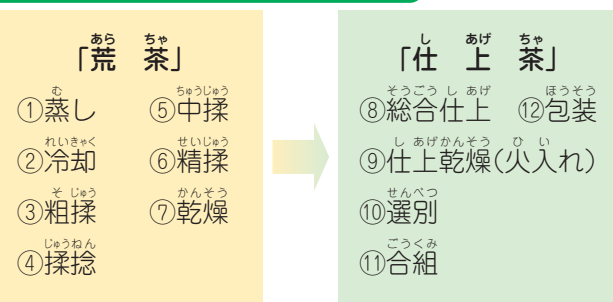 「荒茶」
①蒸し
②冷却
③粗揉
④揉捻
⑤中揉
⑥精揉
⑦乾燥
「仕上茶」
⑧総合仕上
⑨仕上乾燥(火入れ)
⑩選別
⑪合組
⑫包装